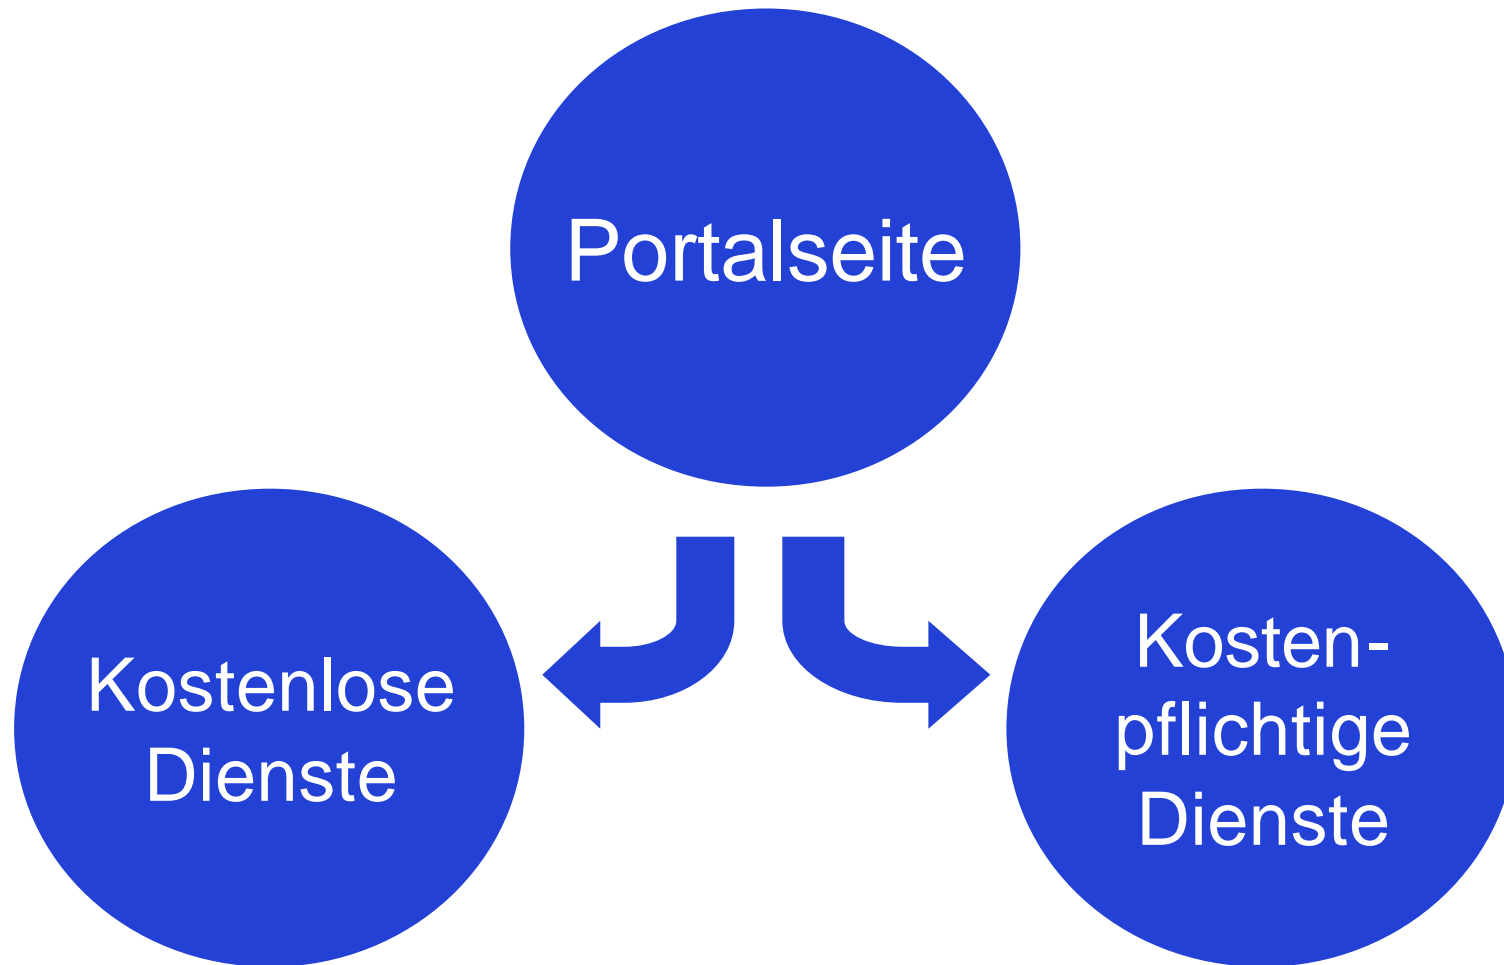 Portalseite
Kostenlose
Dienste
Kosten-
pflichtige
Dienste